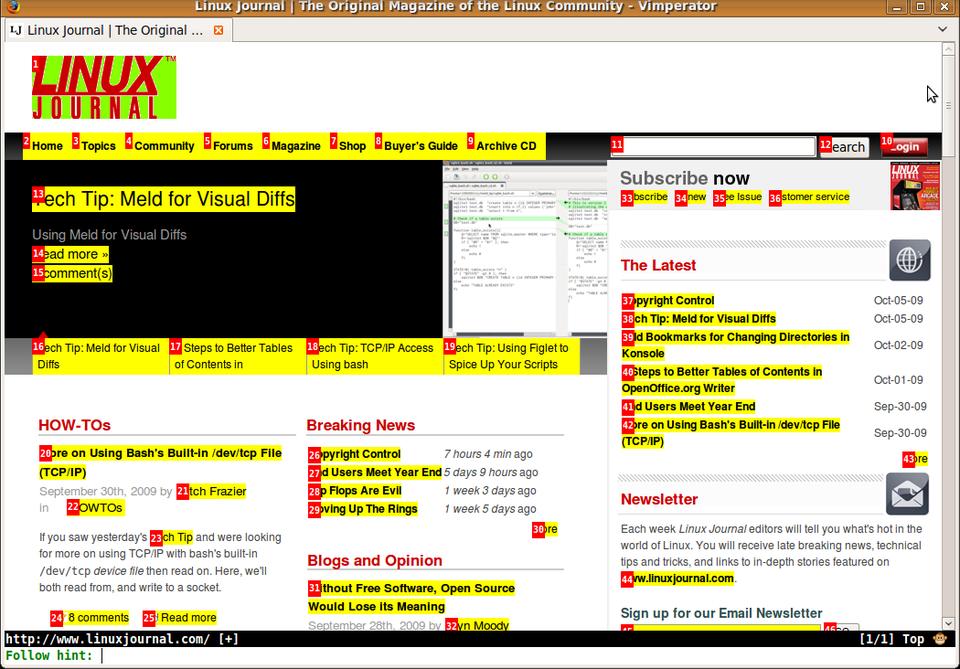 Linux Journal | The Original Magazine of the Linux Community - Vimperator
LJ Linux Journal | The Original ...
1
LINUX TM
JOURNAL
2 Home 3 Topics 4 Community 5 Forums 6 Magazine 7 Shop 8 Buyer's Guide 9 Archive CD
11 12 earch 10 ogin
13 ech Tip: Meld for Visual Diffs
Using Meld for Visual Diffs
14 ead more »
15 comment(s)
16 ech Tip: Meld for Visual
Diffs
17 Steps to Better Tables
of Contents in
18 ech Tip: TCP/IP Access
Using bash
19 ech Tip: Using Figlet to
Spice Up Your Scripts
Subscribe now
33 bscribe 34 new 35 ee Issue 36 stomer service
LINUX
JOURNAL
The Latest
37 pyright Control Oct-05-09
38 ch Tip: Meld for Visual Diffs Oct-05-09
39 d Bookmarks for Changing Directories in
Konsole Oct-02-09
40 Steps to Better Tables of Contents in
OpenOffice.org Writer Oct-01-09
41 d Users Meet Year End Sep-30-09
42 ore on Using Bash's Built-in /dev/tcp File
(TCP/IP) Sep-30-09
43 re
HOW-TOs
20 ore on Using Bash's Built-in /dev/tcp File
(TCP/IP)
September 30th, 2009 by 21 tch Frazier
in 22 OWTOs
If you saw yesterday's 23 ch Tip and were looking
for more on using TCP/IP with bash's built-in
/dev/tcp device file then read on. Here, we'll
both read from, and write to a socket.
24 8 comments 25 Read more
Breaking News
26 pyright Control 7 hours 4 min ago
27 d Users Meet Year End 5 days 9 hours ago
28 p Flops Are Evil 1 week 3 days ago
29 oving Up The Rings 1 week 5 days ago
30 re
Blogs and Opinion
31 thout Free Software, Open Source
Would Lose its Meaning
September 28th, 2009 by 32 yn Moody
Newsletter
Each week Linux Journal editors will tell you what's hot in the
world of Linux. You will receive late breaking news, technical
tips and tricks, and links to in-depth stories featured on
44 w.linuxjournal.com.
Sign up for our Email Newsletter
http://www.linuxjournal.com/ [+] [1/1] Top
Follow hint: